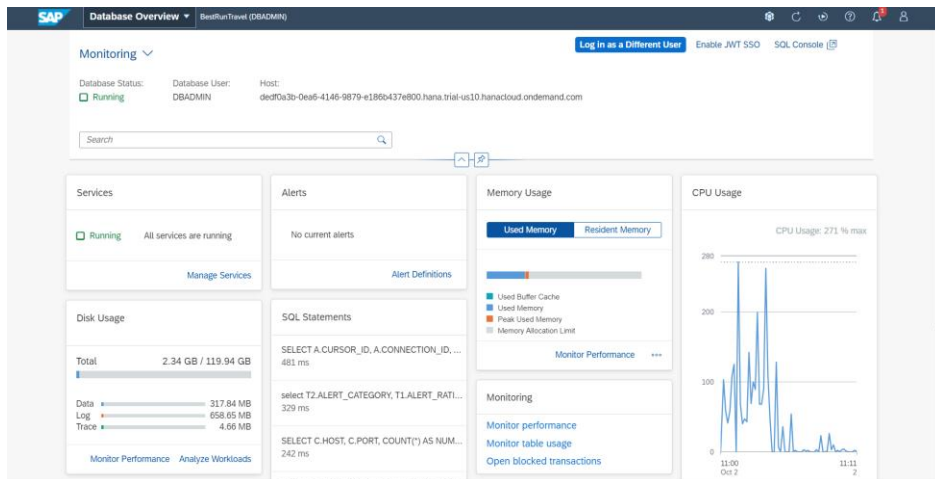 SAP Database Overview BestRunTravel (DBADMIN)
Monitoring
Log in as a Different User Enable JWT SSO SQL Console
Database Status: Database User: Host:
Running DBADMIN dedf0a3b-0ea6-4146-9879-e186b437e800.hana.trial-us10.hanacloud.ondemand.com
Search
Services
Running All services are running
Manage Services
Alerts
No current alerts
Alert Definitions
Memory Usage
Used Memory Resident Memory
Used Buffer Cache
Used Memory
Peak Used Memory
Memory Allocation Limit
Monitor Performance
CPU Usage
CPU Usage: 271 % max
280
200
100
0
11:00 11:11
Oct 2 2
Disk Usage
Total 2.34 GB / 119.94 GB
Data 317.84 MB
Log 658.65 MB
Trace 4.66 MB
Monitor Performance Analyze Workloads
SQL Statements
SELECT A.CURSOR_ID, A.CONNECTION_ID, ...
481 ms
select T2.ALERT_CATEGORY, T1.ALERT_RATI...
329 ms
SELECT C.HOST, C.PORT, COUNT(*) AS NUM...
242 ms
Monitoring
Monitor performance
Monitor table usage
Open blocked transactions